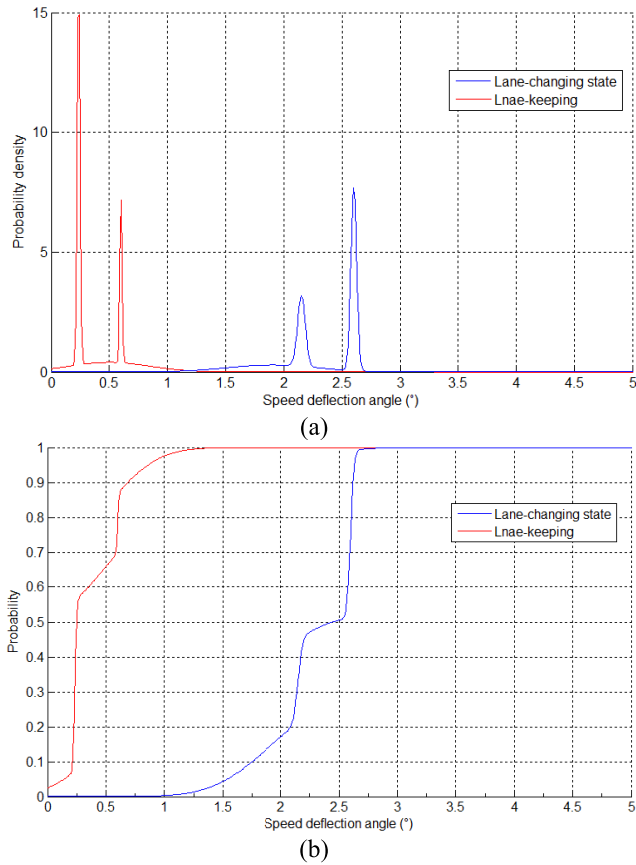 15
10
5
0
Probability density
Lane-changing state
Lnae-keeping
0 0.5 1 1.5 2 2.5 3 3.5 4 4.5 5
Speed deflection angle (°)
(a)
1
0.9
0.8
0.7
0.6
0.5
0.4
0.3
0.2
0.1
0
Probability
Lane-changing state
Lnae-keeping
0 0.5 1 1.5 2 2.5 3 3.5 4 4.5 5
Speed deflection angle (°)
(b)